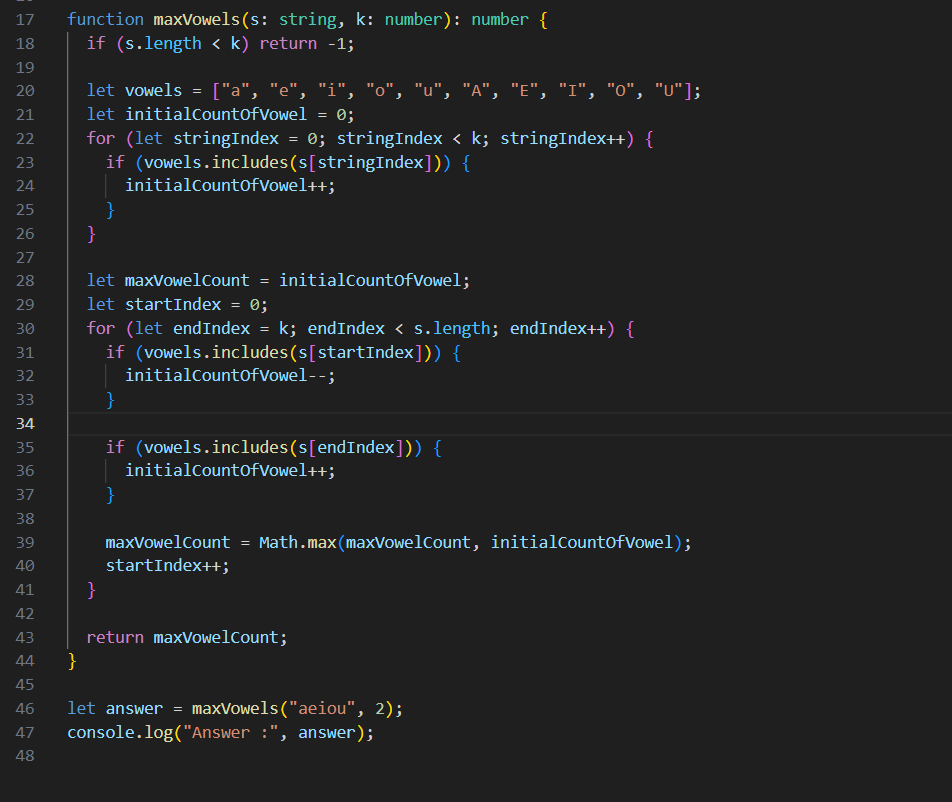 17 function maxVowels(s: string, k: number): number {
18 if (s.length < k) return -1;
19
20 let vowels = ["a", "e", "i", "o", "u", "A", "E", "I", "O", "U"];
21 let initialCountOfVowel = 0;
22 for (let stringIndex = 0; stringIndex < k; stringIndex++) {
23 if (vowels.includes(s[stringIndex])) {
24 initialCountOfVowel++;
25 }
26 }
27
28 let maxVowelCount = initialCountOfVowel;
29 let startIndex = 0;
30 for (let endIndex = k; endIndex < s.length; endIndex++) {
31 if (vowels.includes(s[startIndex])) {
32 initialCountOfVowel--;
33 }
34
35 if (vowels.includes(s[endIndex])) {
36 initialCountOfVowel++;
37 }
38
39 maxVowelCount = Math.max(maxVowelCount, initialCountOfVowel);
40 startIndex++;
41 }
42
43 return maxVowelCount;
44 }
45
46 let answer = maxVowels("aeiou", 2);
47 console.log("Answer :", answer);
48